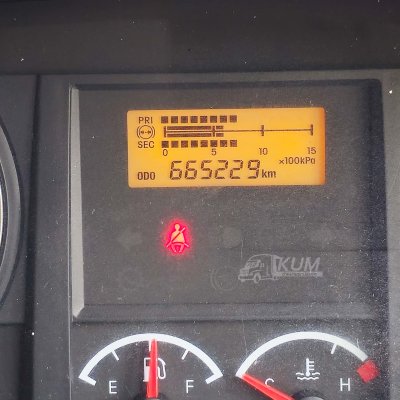 PRI
SEC
0 5 10 15
×100kPa
ODO 665229 km
KUM
E F
C H